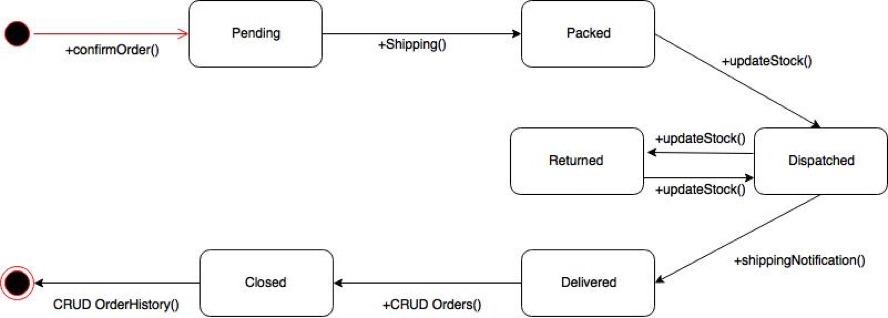 Pending
Packed
+confirmOrder()
+Shipping()
+updateStock()
+updateStock()
Returned
Dispatched
+updateStock()
+shippingNotification()
Closed
Delivered
CRUD OrderHistory()
+CRUD Orders()